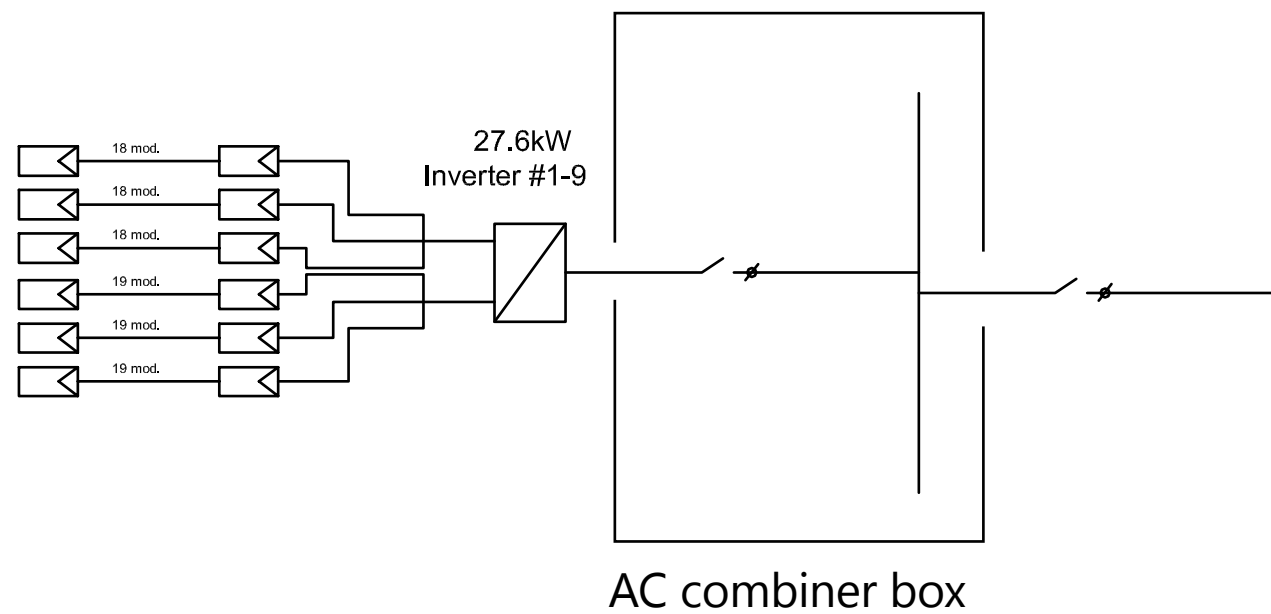 18 mod.
18 mod.
18 mod.
19 mod.
19 mod.
19 mod.
27.6kW
Inverter #1-9
AC combiner box